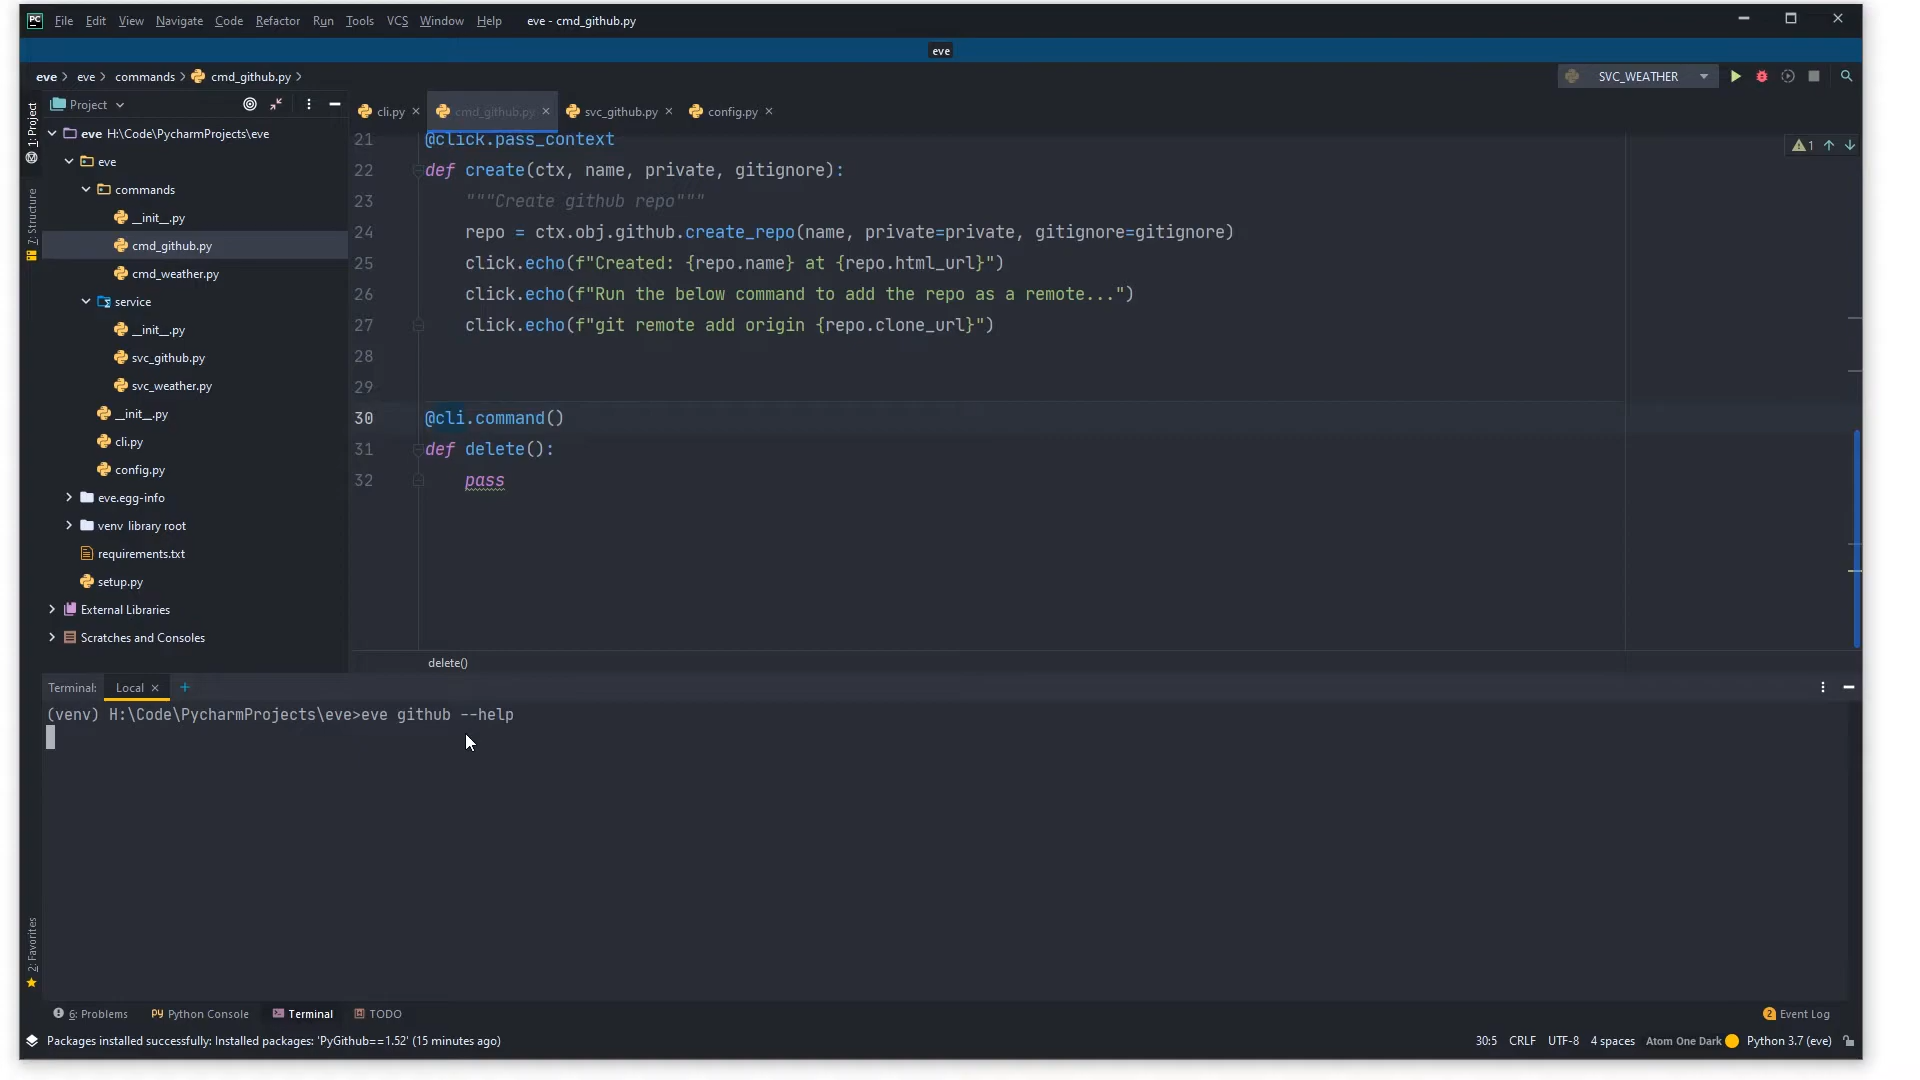 PC File Edit View Navigate Code Refactor Run Tools VCS Window Help eve - cmd_github.py
eve
eve eve commands cmd_github.py SVC_WEATHER
1: Project
7: Structure
2: Favorites
Project
eve H:\Code\PycharmProjects\eve
eve
commands
__init__.py
cmd_github.py
cmd_weather.py
service
__init__.py
svc_github.py
svc_weather.py
__init__.py
cli.py
config.py
eve.egg-info
venv library root
requirements.txt
setup.py
External Libraries
Scratches and Consoles
cli.py cmd_github.py svc_github.py config.py
1
21 @click.pass_context
22 def create(ctx, name, private, gitignore):
23 """Create github repo"""
24 repo = ctx.obj.github.create_repo(name, private=private, gitignore=gitignore)
25 click.echo(f"Created: {repo.name} at {repo.html_url}")
26 click.echo(f"Run the below command to add the repo as a remote...")
27 click.echo(f"git remote add origin {repo.clone_url}")
28
29
30 @cli.command()
31 def delete():
32 pass
delete()
Terminal: Local
(venv) H:\Code\PycharmProjects\eve>eve github --help
6: Problems Python Console Terminal TODO 2 Event Log
Packages installed successfully: Installed packages: 'PyGithub==1.52' (15 minutes ago) 30:5 CRLF UTF-8 4 spaces Atom One Dark Python 3.7 (eve)